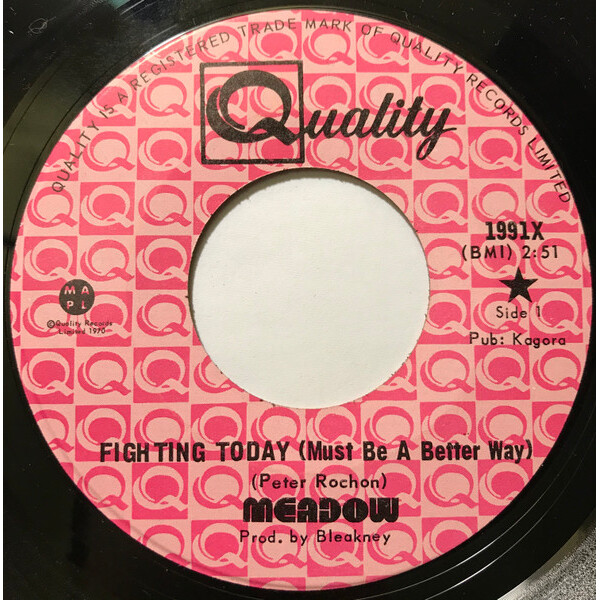 QUALITY IS A REGISTERED TRADE MARK OF QUALITY RECORDS LIMITED
Quality
1991X
(BMI) 2:51
Side 1
Pub: Kagora
M A
P L
©Quality Records
Limited 1970
FIGHTING TODAY (Must Be A Better Way)
(Peter Rochon)
MEADOW
Prod. by Bleakney